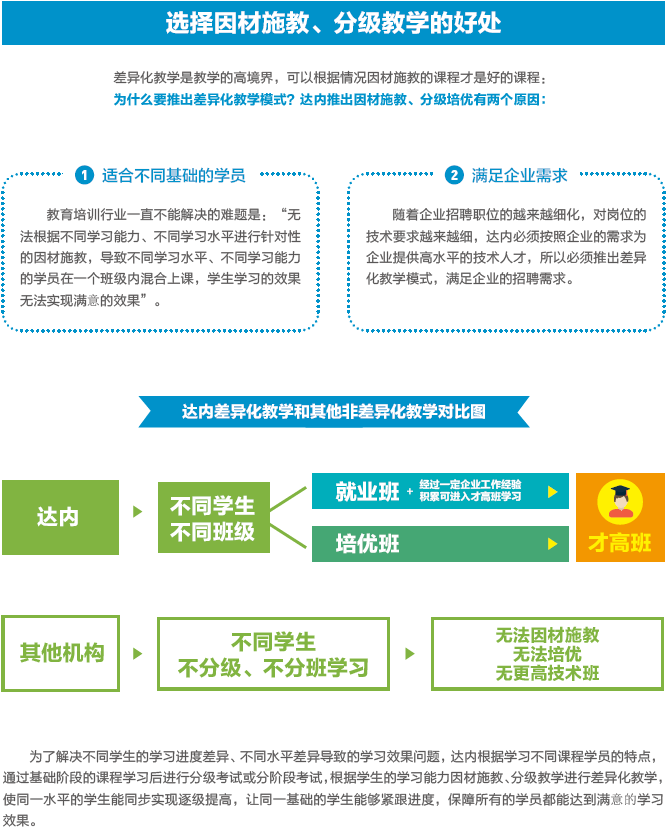 选择因材施教、分级教学的好处
差异化教学是教学的高境界，可以根据情况因材施教的课程才是好的课程；
为什么要推出差异化教学模式？达内推出因材施教、分级培优有两个原因：
1 适合不同基础的学员
教育培训行业一直不能解决的难题是：“无
法根据不同学习能力、不同学习水平进行针对性
的因材施教，导致不同学习水平、不同学习能力
的学员在一个班级内混合上课，学生学习的效果
无法实现满意的效果”。
2 满足企业需求
随着企业招聘职位的越来越细化，对岗位的
技术要求越来越细，达内必须按照企业的需求为
企业提供高水平的技术人才，所以必须推出差异
化教学模式，满足企业的招聘需求。
达内差异化教学和其他非差异化教学对比图
达内
不同学生
不同班级
就业班 + 经过一定企业工作经验
积累可进入才高班学习
培优班
才高班
其他机构
不同学生
不分级、不分班学习
无法因材施教
无法培优
无更高技术班
为了解决不同学生的学习进度差异、不同水平差异导致的学习效果问题，达内根据学习不同课程学员的特点，
通过基础阶段的课程学习后进行分级考试或分阶段考试，根据学生的学习能力因材施教、分级教学进行差异化教学，
使同一水平的学生能同步实现逐级提高，让同一基础的学生能够紧跟进度，保障所有的学员都能达到满意的学习
效果。